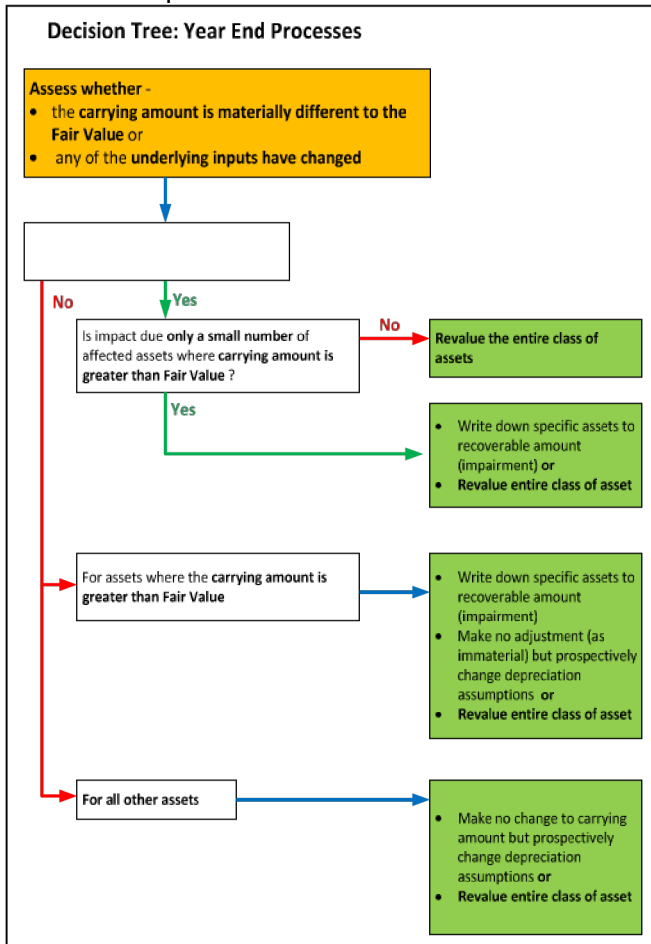 Decision Tree: Year End Processes
Assess whether -
• the carrying amount is materially different to the
Fair Value or
• any of the underlying inputs have changed
No
Yes
Is impact due only a small number of
affected assets where carrying amount is
greater than Fair Value ?
No
Revalue the entire class of
assets
Yes
• Write down specific assets to
recoverable amount
(impairment) or
• Revalue entire class of asset
For assets where the carrying amount is
greater than Fair Value
• Write down specific assets to
recoverable amount
(impairment)
• Make no adjustment (as
immaterial) but prospectively
change depreciation
assumptions or
• Revalue entire class of asset
For all other assets
• Make no change to carrying
amount but prospectively
change depreciation
assumptions or
• Revalue entire class of asset